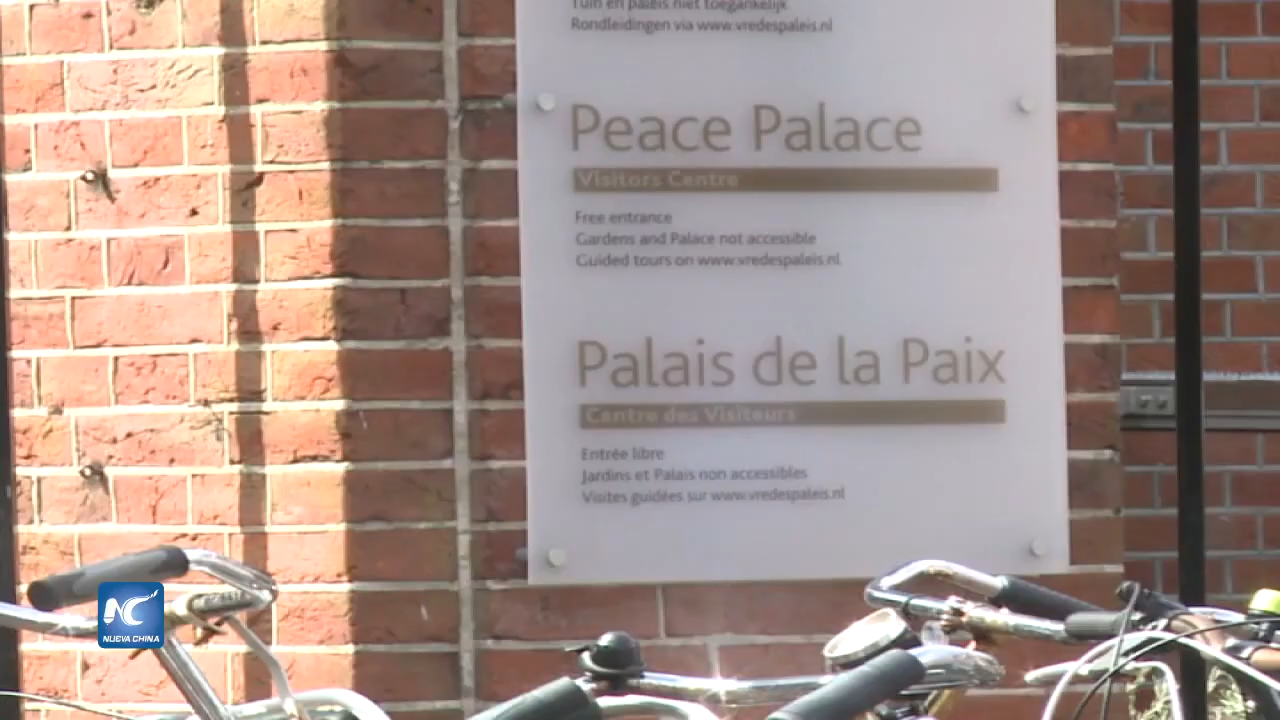 Tuin en paleis niet toegankelijk
Rondleidingen via www.vredespaleis.nl
Peace Palace
Visitors Centre
Free entrance
Gardens and Palace not accessible
Guided tours on www.vredespaleis.nl
Palais de la Paix
Centre des Visiteurs
Entrée libre
Jardins et Palais non accessibles
Visites guidées sur www.vredespaleis.nl
NC
NUEVA CHINA